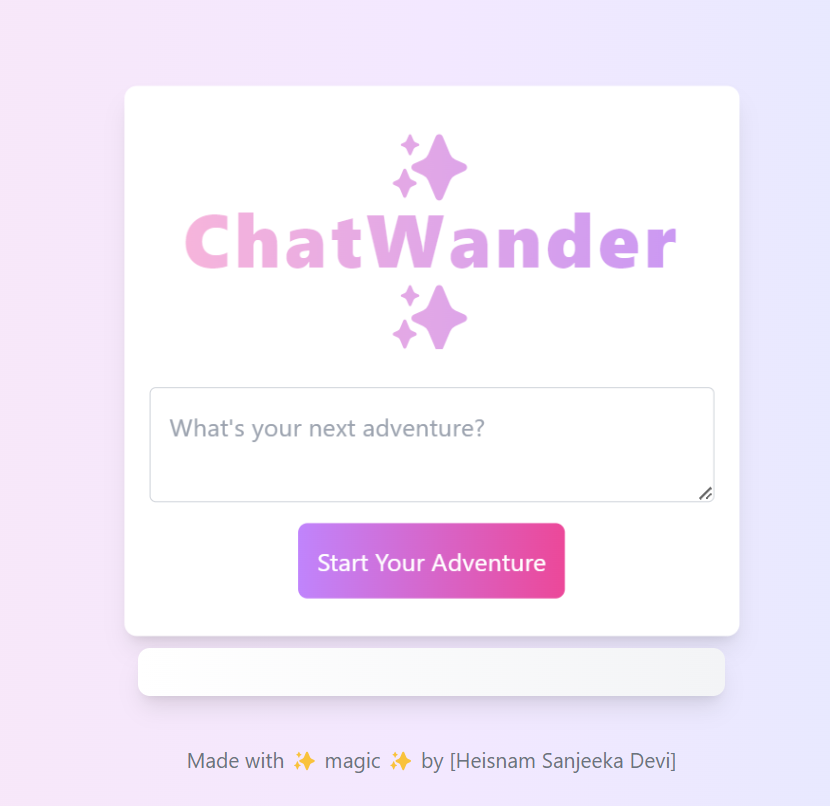 ChatWander
What's your next adventure?
Start Your Adventure
Made with ✨ magic ✨ by [Heisnam Sanjeeka Devi]